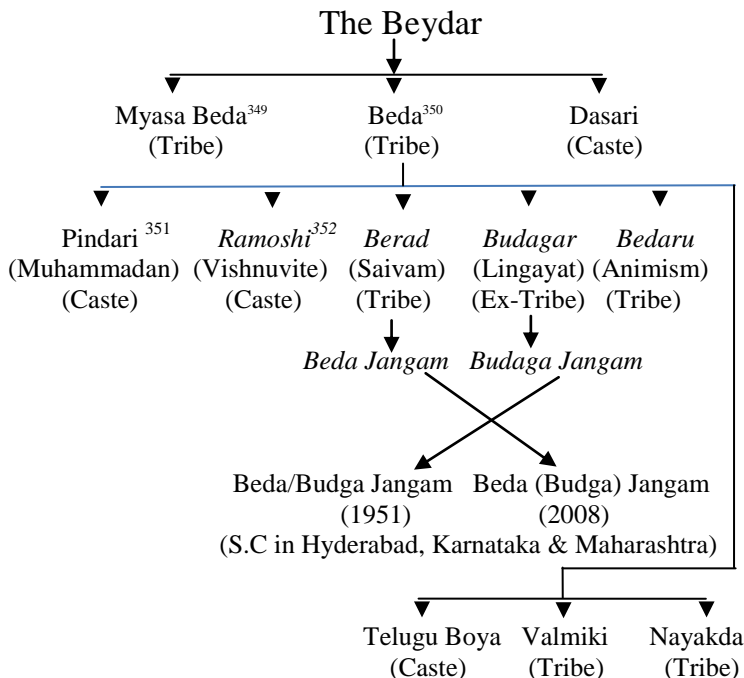 The Beydar
Myasa Beda³⁴⁹ Beda³⁵⁰ Dasari
(Tribe) (Tribe) (Caste)
Pindari ³⁵¹ Ramoshi³⁵² Berad Budagar Bedaru
(Muhammadan) (Vishnuvite) (Saivam) (Lingayat) (Animism)
(Caste) (Caste) (Tribe) (Ex-Tribe) (Tribe)
Beda Jangam Budaga Jangam
Beda/Budga Jangam Beda (Budga) Jangam
(1951) (2008)
(S.C in Hyderabad, Karnataka & Maharashtra)
Telugu Boya Valmiki Nayakda
(Caste) (Tribe) (Tribe)